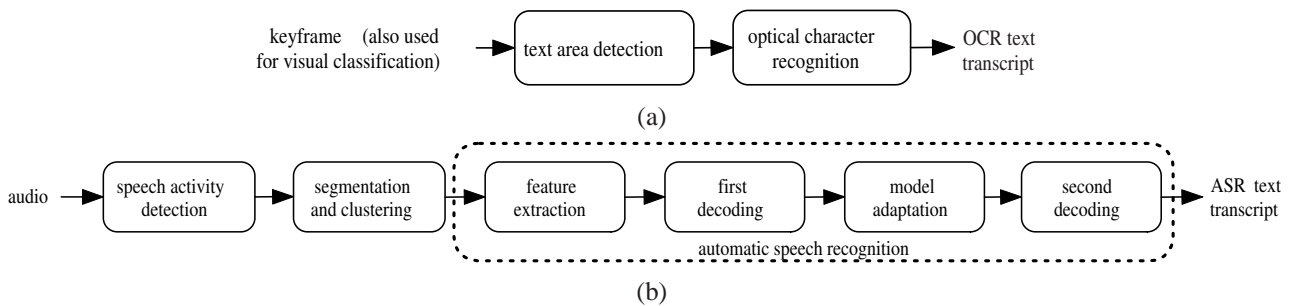 keyframe (also used
for visual classification)
text area detection
optical character
recognition
OCR text
transcript
(a)
audio
speech activity
detection
segmentation
and clustering
feature
extraction
first
decoding
model
adaptation
second
decoding
ASR text
transcript
automatic speech recognition
(b)